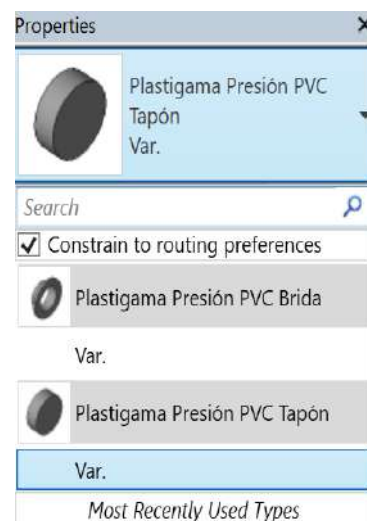 Properties
Plastigama Presión PVC
Tapón
Var.
Search
Constrain to routing preferences
Plastigama Presión PVC Brida
Var.
Plastigama Presión PVC Tapón
Var.
Most Recently Used Types